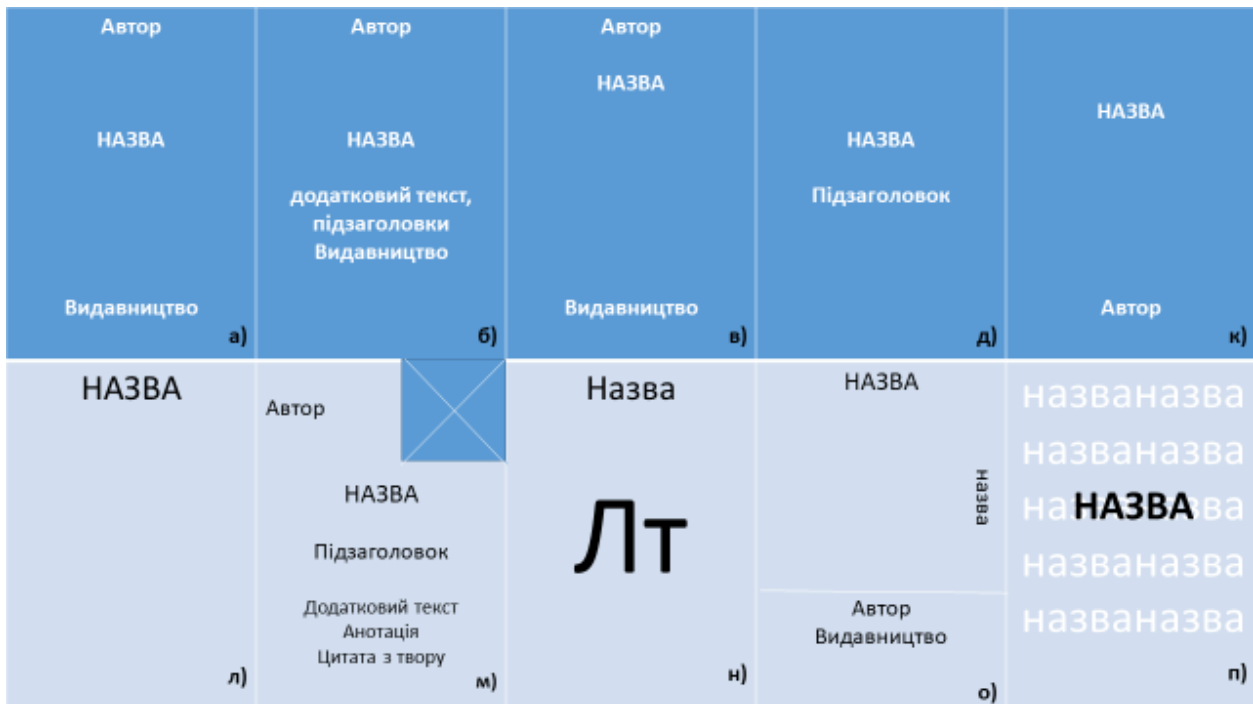 Автор
НАЗВА
Видавництво
а)
Автор
НАЗВА
додатковий текст,
підзаголовки
Видавництво
б)
Автор
НАЗВА
Видавництво
в)
НАЗВА
Підзаголовок
д)
НАЗВА
Автор
к)
НАЗВА
л)
Автор
НАЗВА
Підзаголовок
Додатковий текст
Анотація
Цитата з твору
м)
Назва
Лт
н)
НАЗВА
назва
Автор
Видавництво
о)
названазва
названазва
названазва
НАЗВА
названазва
названазва
п)